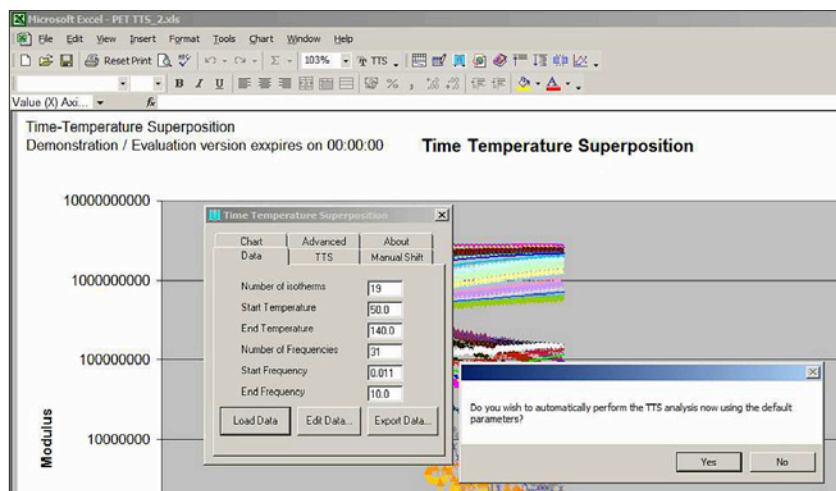 Microsoft Excel - PET TTS_2.xls
File Edit View Insert Format Tools Chart Window Help
Reset Print 103% TTS
B I U
Value (X) Axi... fx
Time-Temperature Superposition
Demonstration / Evaluation version exxpires on 00:00:00
Time Temperature Superposition
10000000000
1000000000
100000000
10000000
Modulus
Time Temperature Superposition
Chart Advanced About
Data TTS Manual Shift
Number of isotherms 19
Start Temperature 50.0
End Temperature 140.0
Number of Frequencies 31
Start Frequency 0.011
End Frequency 10.0
Load Data Edit Data... Export Data...
Do you wish to automatically perform the TTS analysis now using the default
parameters?
Yes No